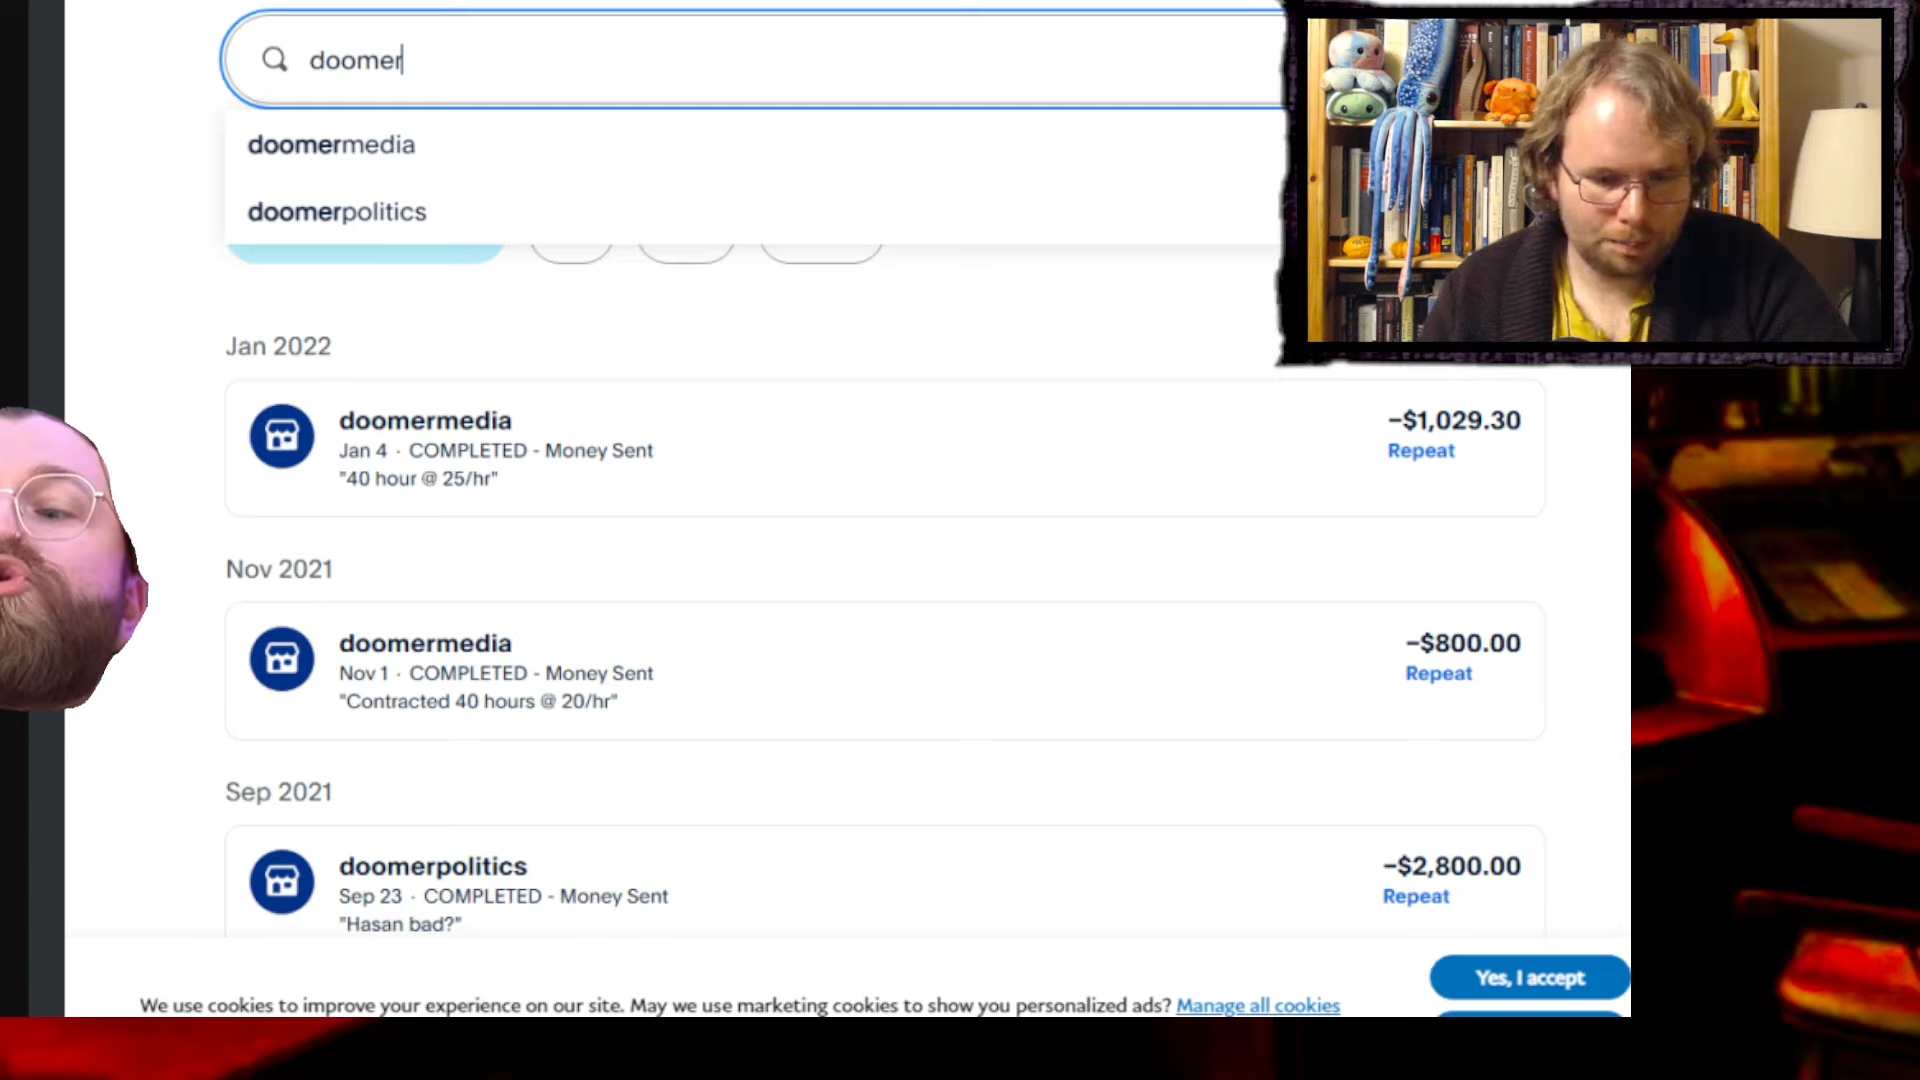 doomer
doomermedia
doomerpolitics
Jan 2022
doomermedia
−$1,029.30
Jan 4 · COMPLETED - Money Sent
Repeat
"40 hour @ 25/hr"
Nov 2021
doomermedia
−$800.00
Nov 1 · COMPLETED - Money Sent
Repeat
"Contracted 40 hours @ 20/hr"
Sep 2021
doomerpolitics
−$2,800.00
Sep 23 · COMPLETED - Money Sent
Repeat
"Hasan bad?"
Yes, I accept
We use cookies to improve your experience on our site. May we use marketing cookies to show you personalized ads? Manage all cookies